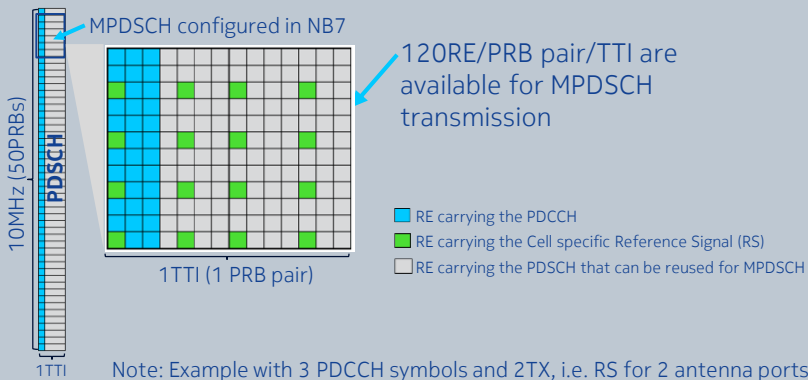 MPDSCH configured in NB7
120RE/PRB pair/TTI are
available for MPDSCH
transmission
10MHz (50PRBs)
PDSCH
RE carrying the PDCCH
RE carrying the Cell specific Reference Signal (RS)
RE carrying the PDSCH that can be reused for MPDSCH
1TTI (1 PRB pair)
1TTI
Note: Example with 3 PDCCH symbols and 2TX, i.e. RS for 2 antenna ports